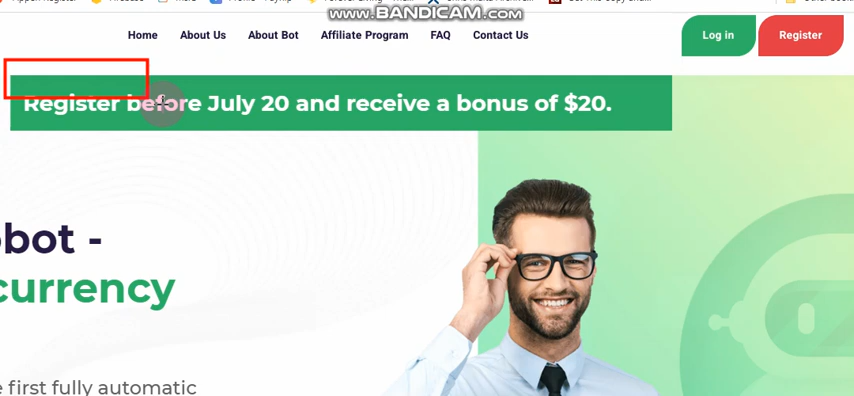 www.BANDICAM.com
Home About Us About Bot Affiliate Program FAQ Contact Us Log in Register
Register before July 20 and receive a bonus of $20.
obot -
currency
first fully automatic